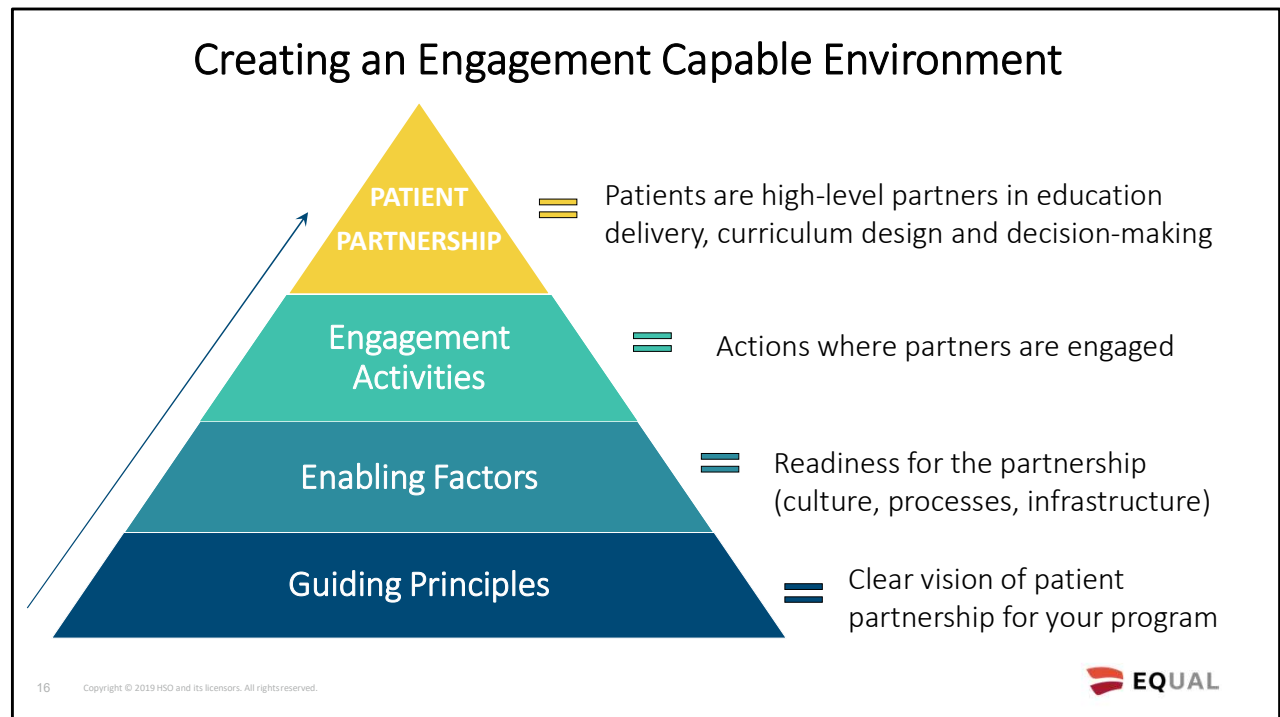 Creating an Engagement Capable Environment
PATIENT
PARTNERSHIP
Patients are high-level partners in education
delivery, curriculum design and decision-making
Engagement
Activities
Actions where partners are engaged
Enabling Factors
Readiness for the partnership
(culture, processes, infrastructure)
Guiding Principles
Clear vision of patient
partnership for your program
16
Copyright © 2019 HSO and its licensors. All rights reserved.
EQUAL